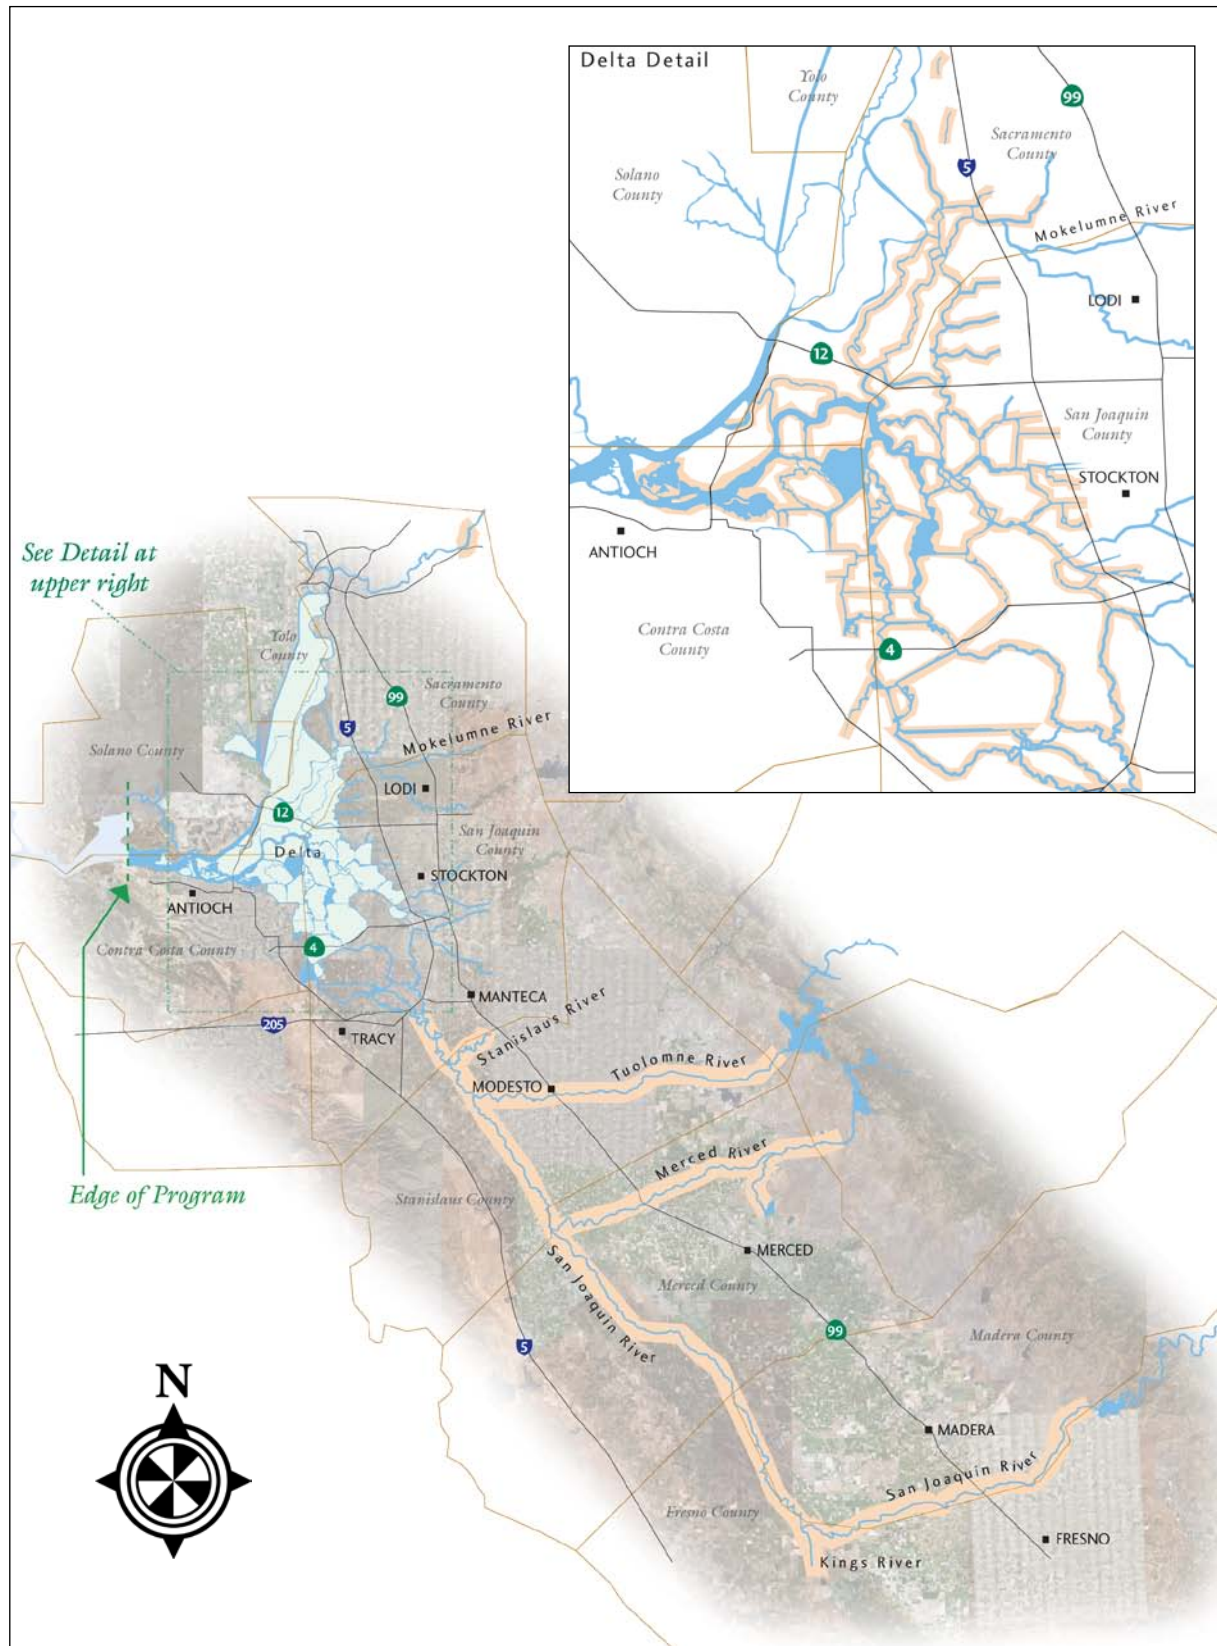 Delta Detail
Yolo
County
99
Sacramento
County
5
Solano
County
Mokelumne River
LODI
12
San Joaquin
County
STOCKTON
ANTIOCH
Contra Costa
County
4
See Detail at
upper right
Yolo
County
Sacramento
County
99
5
Mokelumne River
Solano County
LODI
12
San Joaquin
County
Delta
STOCKTON
ANTIOCH
Contra Costa County
4
MANTECA
Stanislaus River
205
TRACY
Tuolomne River
MODESTO
Merced River
Edge of Program
Stanislaus County
MERCED
San Joaquin River
Merced County
99
Madera County
5
N
MADERA
San Joaquin River
Fresno County
FRESNO
Kings River